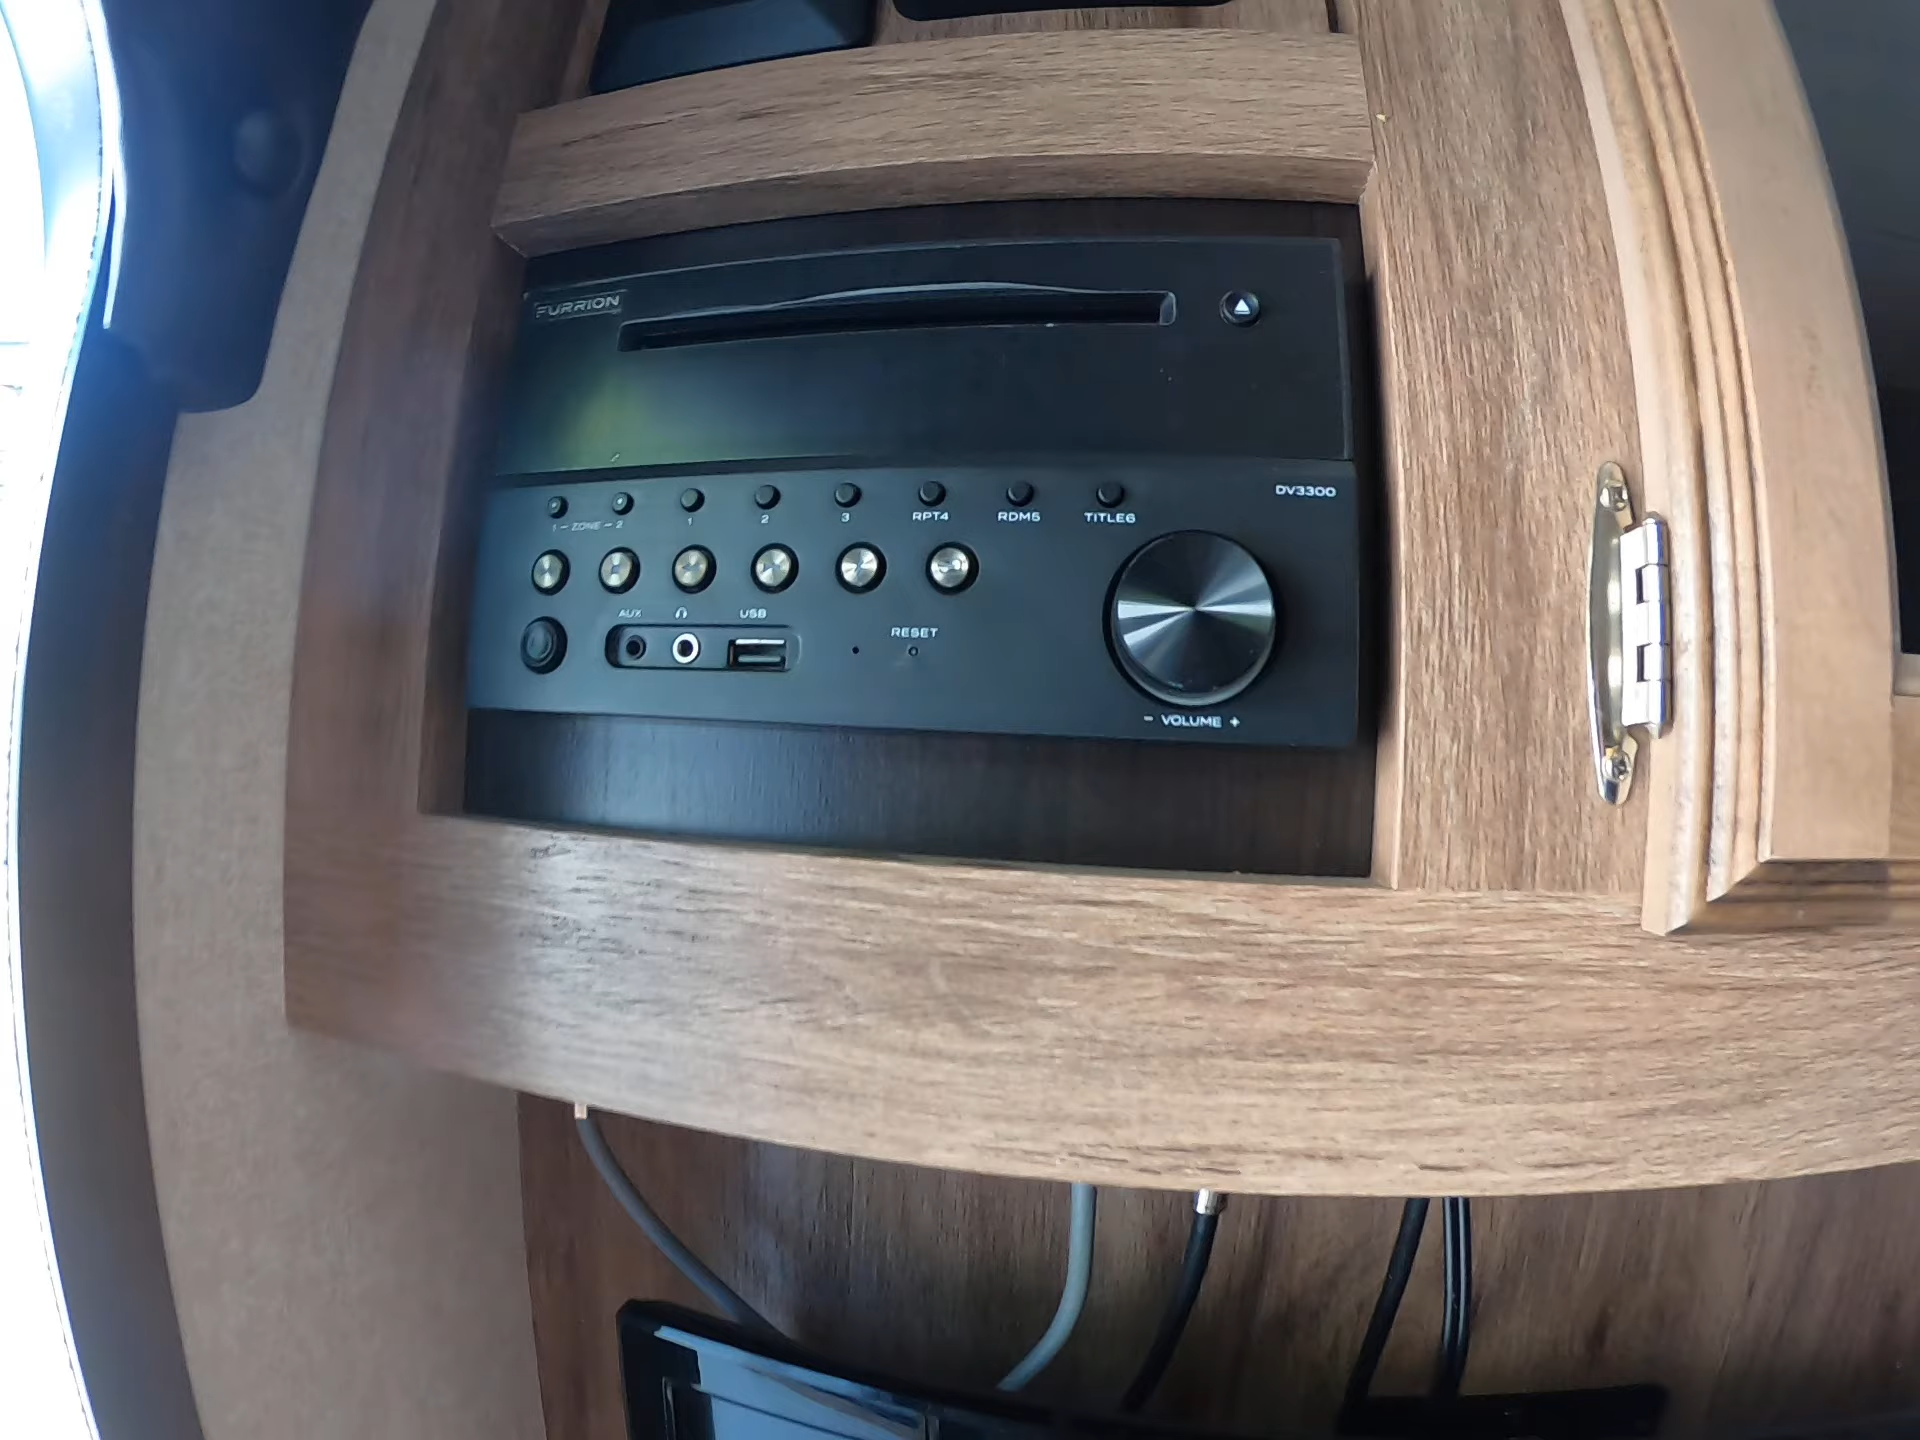 FURRION
DV3300
1 - ZONE - 2 1 2 3 RPT4 RDM5 TITLE6
AUX USB
RESET
- VOLUME +